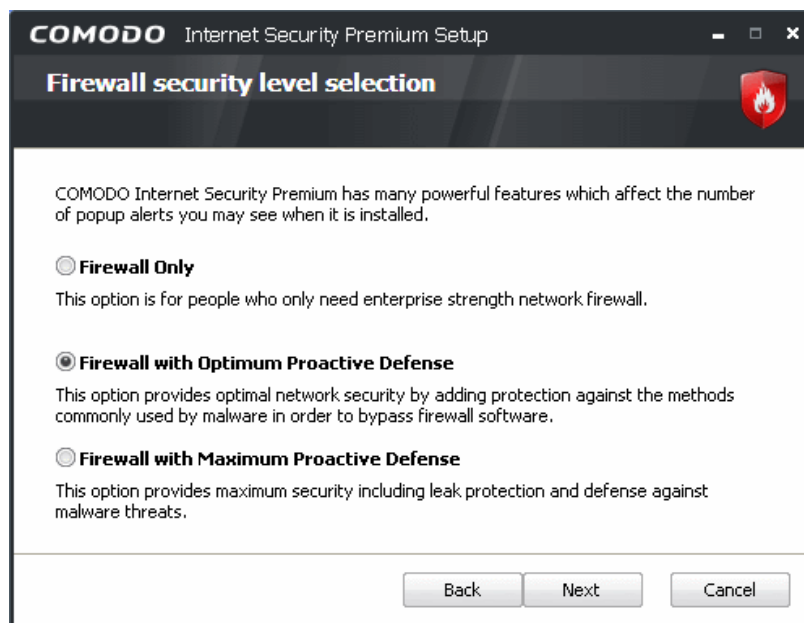 COMODO Internet Security Premium Setup
Firewall security level selection
COMODO Internet Security Premium has many powerful features which affect the number
of popup alerts you may see when it is installed.
Firewall Only
This option is for people who only need enterprise strength network firewall.
Firewall with Optimum Proactive Defense
This option provides optimal network security by adding protection against the methods
commonly used by malware in order to bypass firewall software.
Firewall with Maximum Proactive Defense
This option provides maximum security including leak protection and defense against
malware threats.
Back Next Cancel